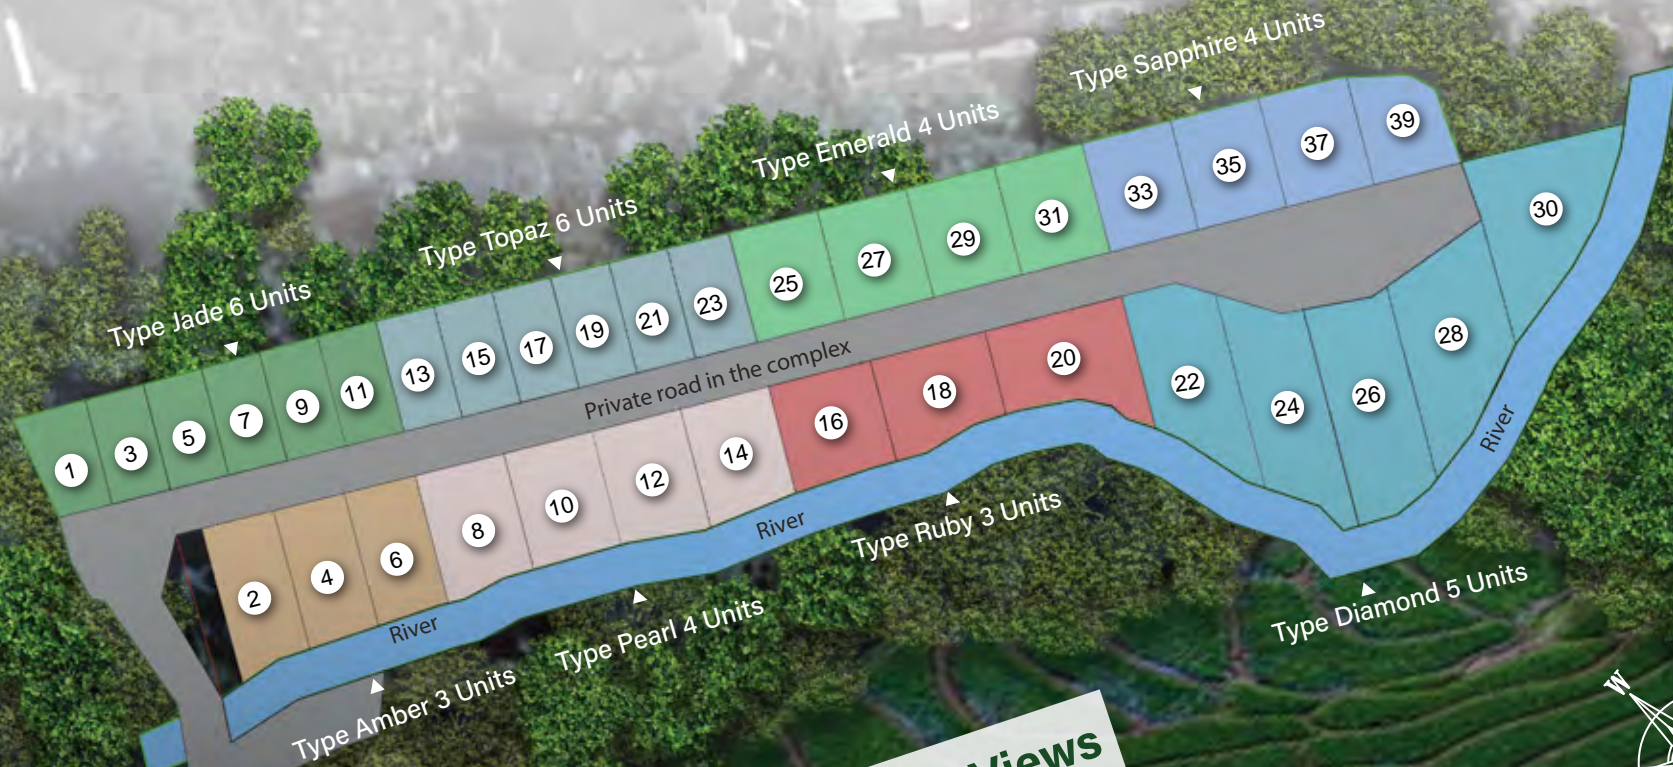 Type Sapphire 4 Units
Type Emerald 4 Units
Type Topaz 6 Units
Type Jade 6 Units
1
3
5
7
9
11
13
15
17
19
21
23
25
27
29
31
33
35
37
39
Private road in the complex
2
4
6
8
10
12
14
16
18
20
22
24
26
28
30
River
River
River
Type Amber 3 Units
Type Pearl 4 Units
Type Ruby 3 Units
Type Diamond 5 Units
Views
W